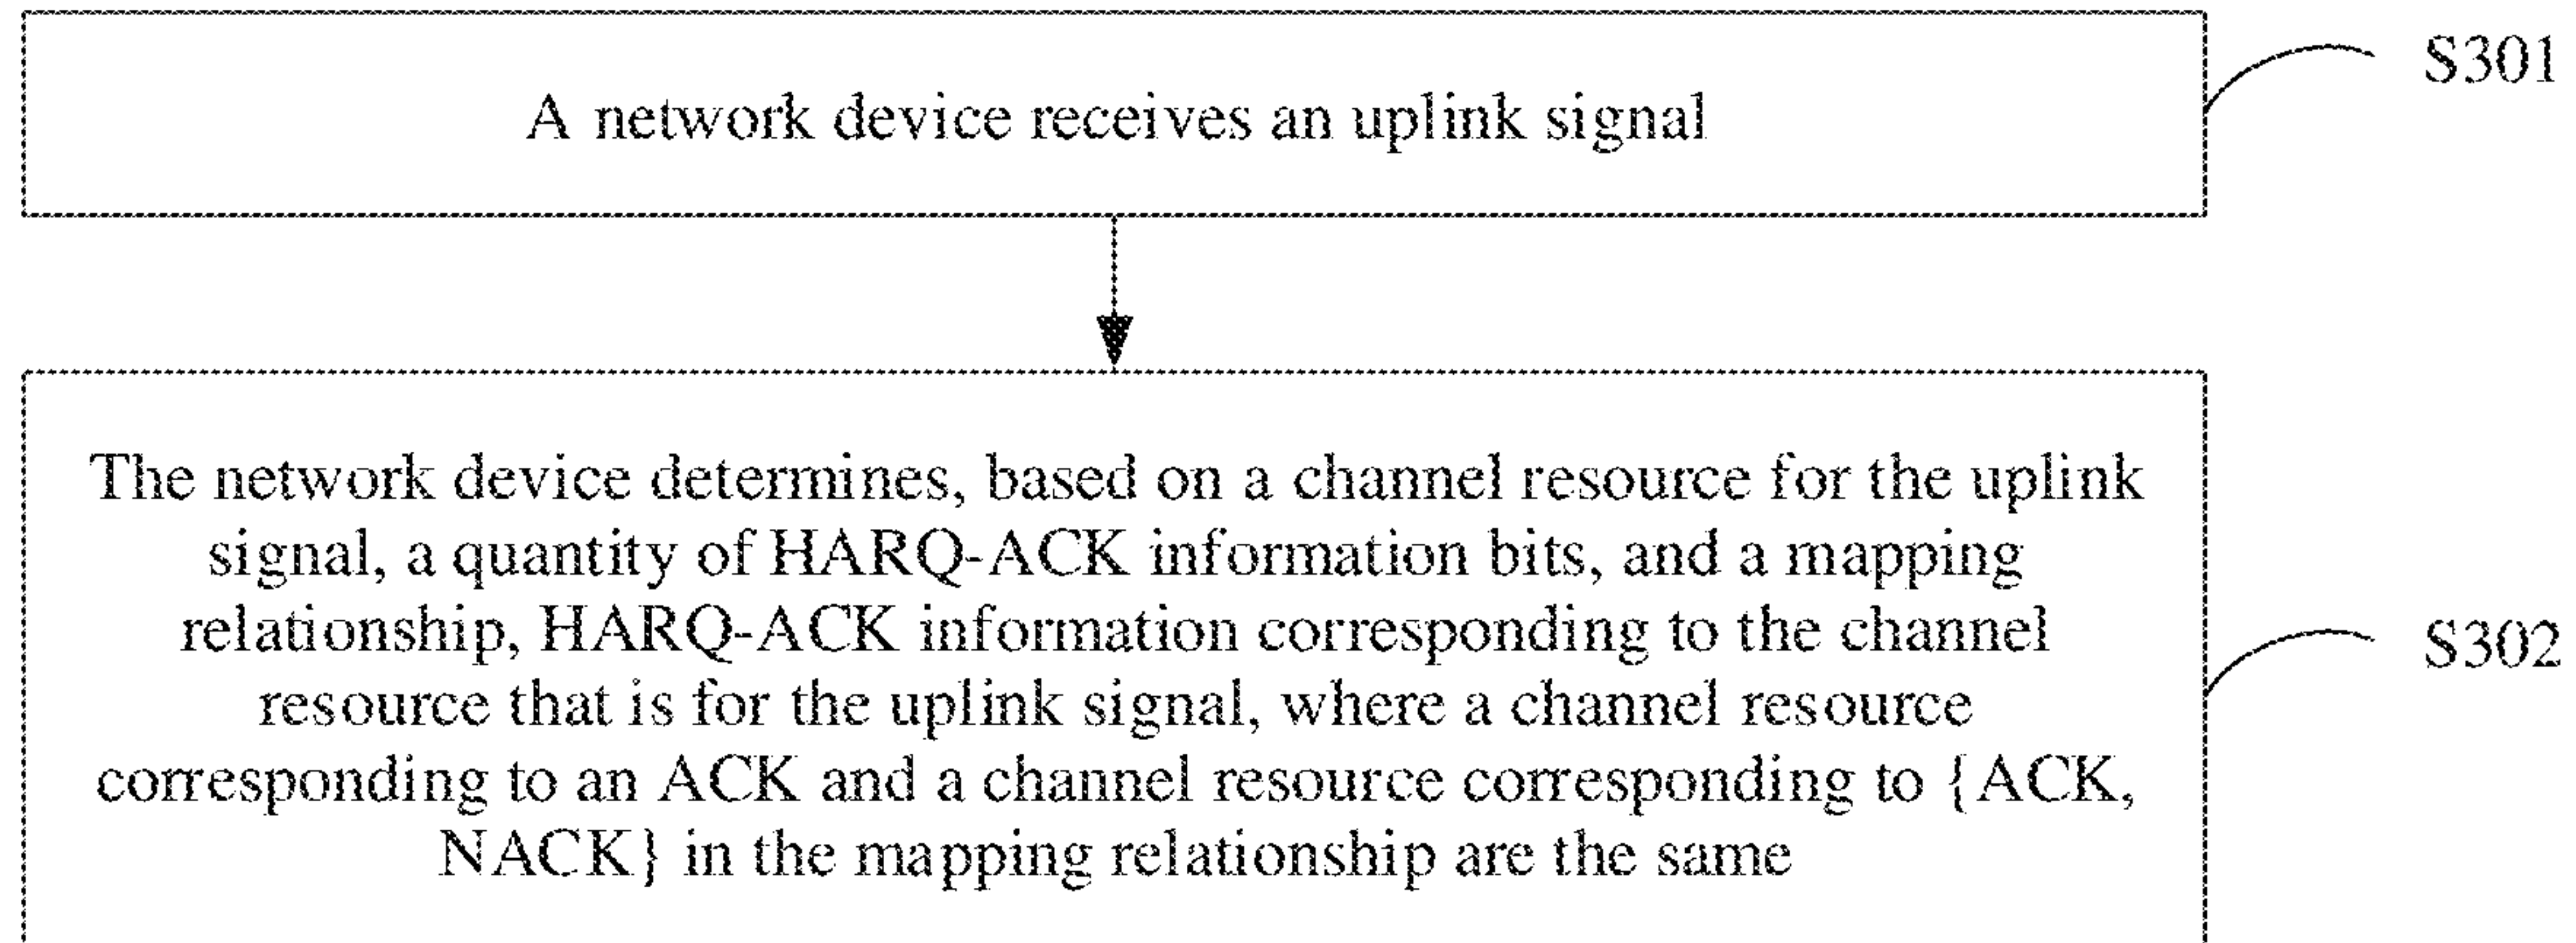 A network device receives an uplink signal
S301
The network device determines, based on a channel resource for the uplink
signal, a quantity of HARQ-ACK information bits, and a mapping
relationship, HARQ-ACK information corresponding to the channel
resource that is for the uplink signal, where a channel resource
corresponding to an ACK and a channel resource corresponding to {ACK,
NACK} in the mapping relationship are the same
S302